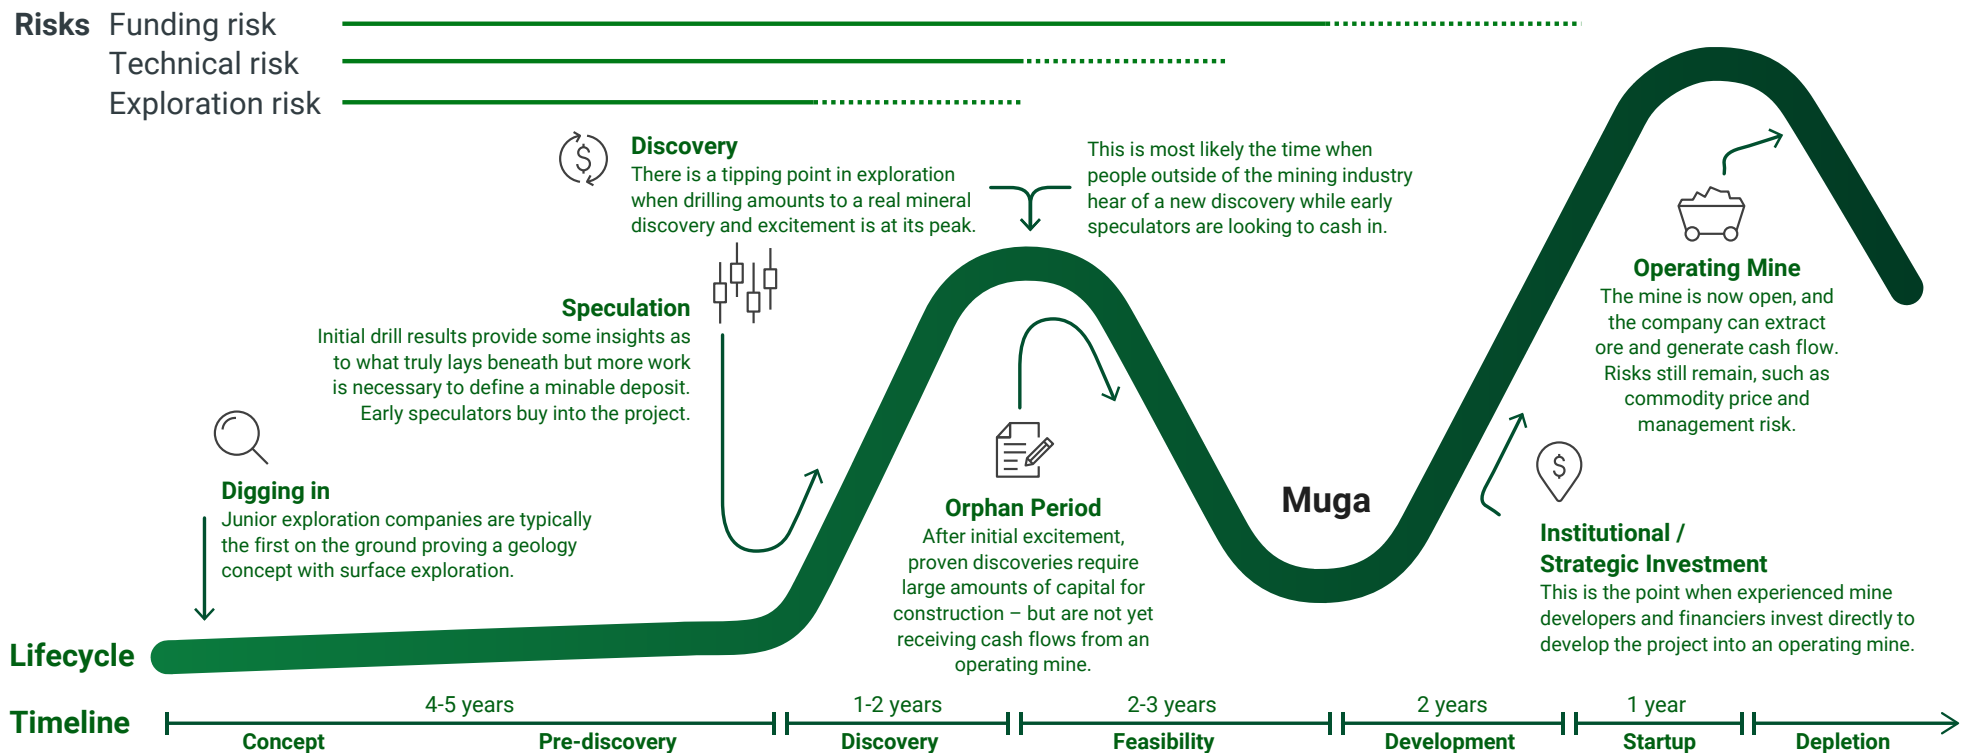 Risks
Funding risk
Technical risk
Exploration risk
Discovery
There is a tipping point in exploration
when drilling amounts to a real mineral
discovery and excitement is at its peak.
This is most likely the time when
people outside of the mining industry
hear of a new discovery while early
speculators are looking to cash in.
Speculation
Initial drill results provide some insights as
to what truly lays beneath but more work
is necessary to define a minable deposit.
Early speculators buy into the project.
Operating Mine
The mine is now open, and
the company can extract
ore and generate cash flow.
Risks still remain, such as
commodity price and
management risk.
Digging in
Junior exploration companies are typically
the first on the ground proving a geology
concept with surface exploration.
Orphan Period
After initial excitement,
proven discoveries require
large amounts of capital for
construction – but are not yet
receiving cash flows from an
operating mine.
Muga
$
$
Institutional /
Strategic Investment
This is the point when experienced mine
developers and financiers invest directly to
develop the project into an operating mine.
Lifecycle
Timeline
4-5 years
1-2 years
2-3 years
2 years
1 year
Concept
Pre-discovery
Discovery
Feasibility
Development
Startup
Depletion